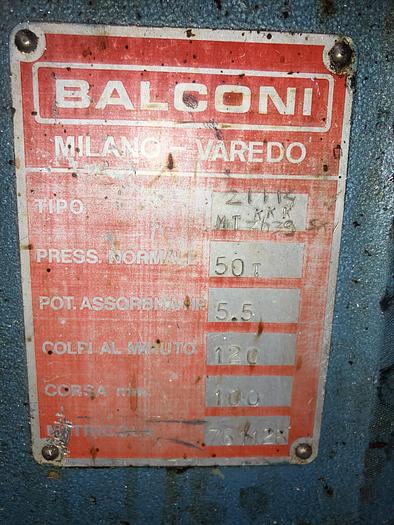 BALCONI
MILANO - VAREDO
TIPO
PRESS. NORMALE 50 T
POT. ASSORBITA HP 5.5
COLPI AL MINUTO 120
CORSA mm. 100
MATRICOLA